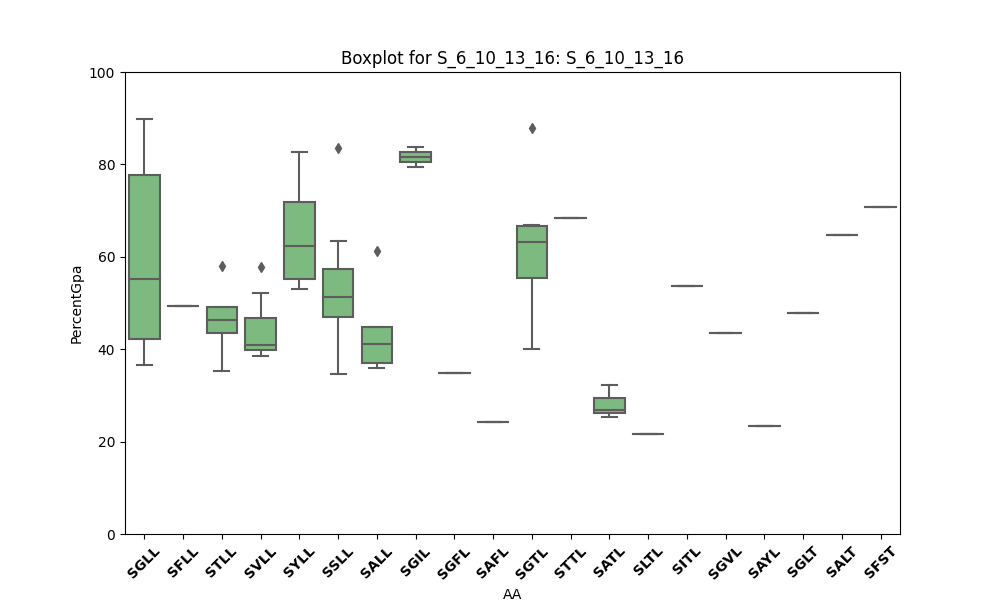 Boxplot for S_6_10_13_16: S_6_10_13_16
100
80
60
40
20
0
PercentGpa
SGLL SFLL STLL SVLL SYLL SSLL SALL SGIL SGFL SAFL SGTL STTL SATL SLTL SITL SGVL SAYL SGLT SALT SFST
AA